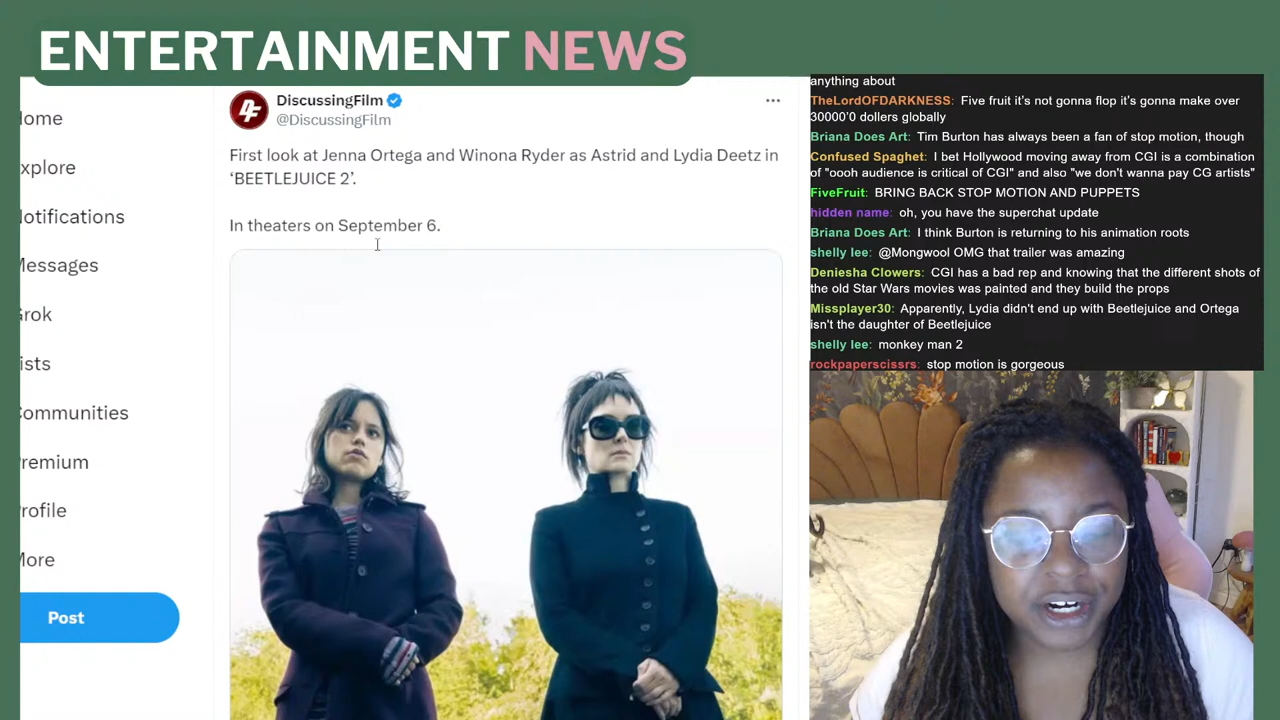 ENTERTAINMENT NEWS
DiscussingFilm
@DiscussingFilm
First look at Jenna Ortega and Winona Ryder as Astrid and Lydia Deetz in
‘BEETLEJUICE 2’.
In theaters on September 6.
ome
xplore
otifications
essages
rok
ists
ommunities
remium
rofile
ore
Post
anything about
TheLordOFDARKNESS: Five fruit it's not gonna flop it's gonna make over
30000'0 dollers globally
Briana Does Art: Tim Burton has always been a fan of stop motion, though
Confused Spaghet: I bet Hollywood moving away from CGI is a combination
of "oooh audience is critical of CGI" and also "we don't wanna pay CG artists"
FiveFruit: BRING BACK STOP MOTION AND PUPPETS
hidden name: oh, you have the superchat update
Briana Does Art: I think Burton is returning to his animation roots
shelly lee: @Mongwool OMG that trailer was amazing
Deniesha Clowers: CGI has a bad rep and knowing that the different shots of
the old Star Wars movies was painted and they build the props
Missplayer30: Apparently, Lydia didn't end up with Beetlejuice and Ortega
isn't the daughter of Beetlejuice
shelly lee: monkey man 2
rockpaperscissrs: stop motion is gorgeous